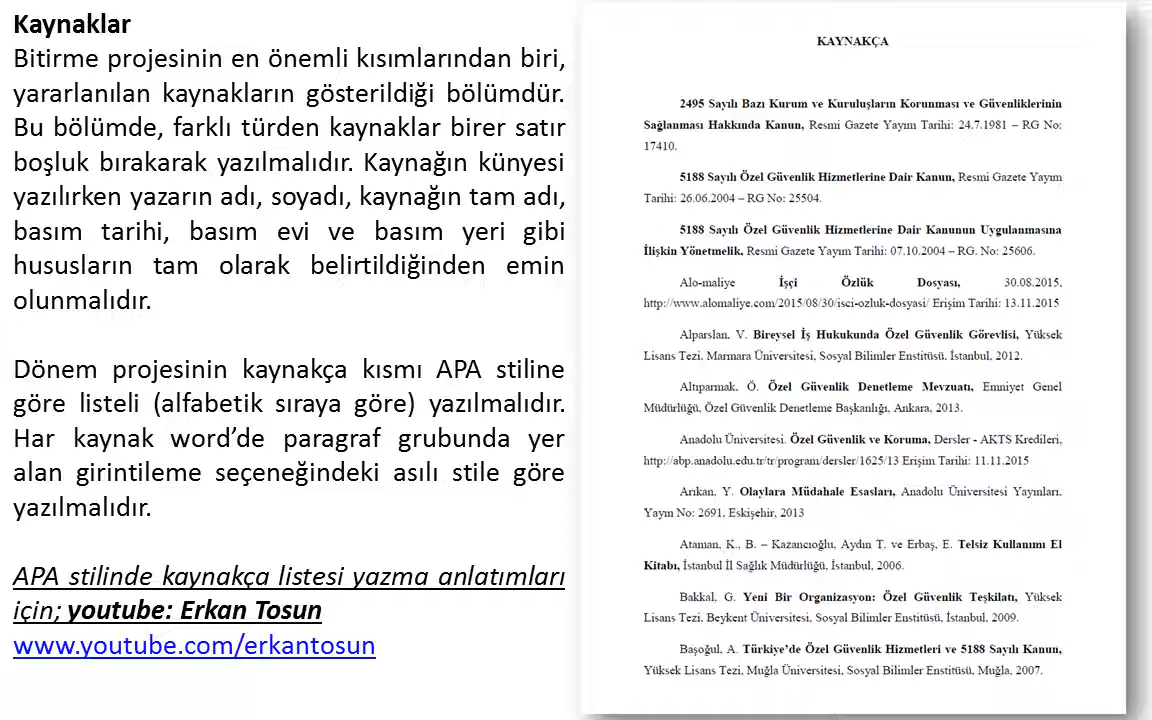 Kaynaklar
Bitirme projesinin en önemli kısımlarından biri,
yararlanılan kaynakların gösterildiği bölümdür.
Bu bölümde, farklı türden kaynaklar birer satır
boşluk bırakarak yazılmalıdır. Kaynağın künyesi
yazılırken yazarın adı, soyadı, kaynağın tam adı,
basım tarihi, basım evi ve basım yeri gibi
hususların tam olarak belirtildiğinden emin
olunmalıdır.
Dönem projesinin kaynakça kısmı APA stiline
göre listeli (alfabetik sıraya göre) yazılmalıdır.
Har kaynak word’de paragraf grubunda yer
alan girintileme seçeneğindeki asılı stile göre
yazılmalıdır.
APA stilinde kaynakça listesi yazma anlatımları
için; youtube: Erkan Tosun
www.youtube.com/erkantosun
KAYNAKÇA
2495 Sayılı Bazı Kurum ve Kuruluşların Korunması ve Güvenliklerinin
Sağlanması Hakkında Kanun, Resmi Gazete Yayım Tarihi: 24.7.1981 – RG No:
17410.
5188 Sayılı Özel Güvenlik Hizmetlerine Dair Kanun, Resmi Gazete Yayım
Tarihi: 26.06.2004 – RG No: 25504.
5188 Sayılı Özel Güvenlik Hizmetlerine Dair Kanunun Uygulanmasına
İlişkin Yönetmelik, Resmi Gazete Yayım Tarihi: 07.10.2004 – RG. No: 25606.
Alo-maliye İşçi Özlük Dosyası, 30.08.2015,
http://www.alomaliye.com/2015/08/30/isci-ozluk-dosyasi/ Erişim Tarihi: 13.11.2015
Alparslan, V. Bireysel İş Hukukunda Özel Güvenlik Görevlisi, Yüksek
Lisans Tezi, Marmara Üniversitesi, Sosyal Bilimler Enstitüsü, İstanbul, 2012.
Altıparmak, Ö. Özel Güvenlik Denetleme Mevzuatı, Emniyet Genel
Müdürlüğü, Özel Güvenlik Denetleme Başkanlığı, Ankara, 2013.
Anadolu Üniversitesi. Özel Güvenlik ve Koruma, Dersler - AKTS Kredileri,
http://abp.anadolu.edu.tr/tr/program/dersler/1625/13 Erişim Tarihi: 11.11.2015
Arıkan, Y. Olaylara Müdahale Esasları, Anadolu Üniversitesi Yayınları,
Yayın No: 2691, Eskişehir, 2013
Ataman, K., B. – Kazancıoğlu, Aydın T. ve Erbaş, E. Telsiz Kullanımı El
Kitabı, İstanbul İl Sağlık Müdürlüğü, İstanbul, 2006.
Bakkal, G. Yeni Bir Organizasyon: Özel Güvenlik Teşkilatı, Yüksek
Lisans Tezi, Beykent Üniversitesi, Sosyal Bilimler Enstitüsü, İstanbul, 2009.
Başoğul, A. Türkiye’de Özel Güvenlik Hizmetleri ve 5188 Sayılı Kanun,
Yüksek Lisans Tezi, Muğla Üniversitesi, Sosyal Bilimler Enstitüsü, Muğla, 2007.